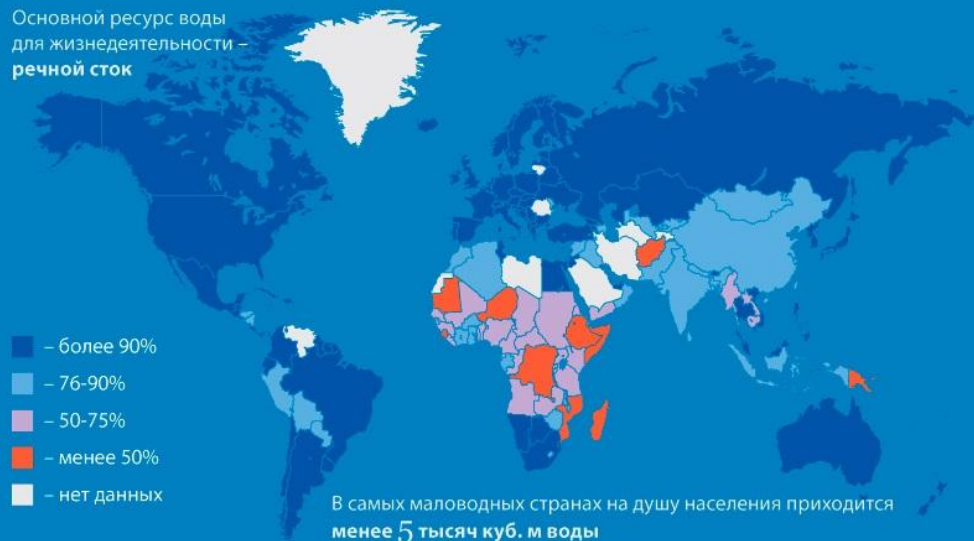 Основной ресурс воды
для жизнедеятельности –
речной сток
– более 90%
– 76-90%
– 50-75%
– менее 50%
– нет данных
В самых маловодных странах на душу населения приходится
менее 5 тысяч куб. м воды